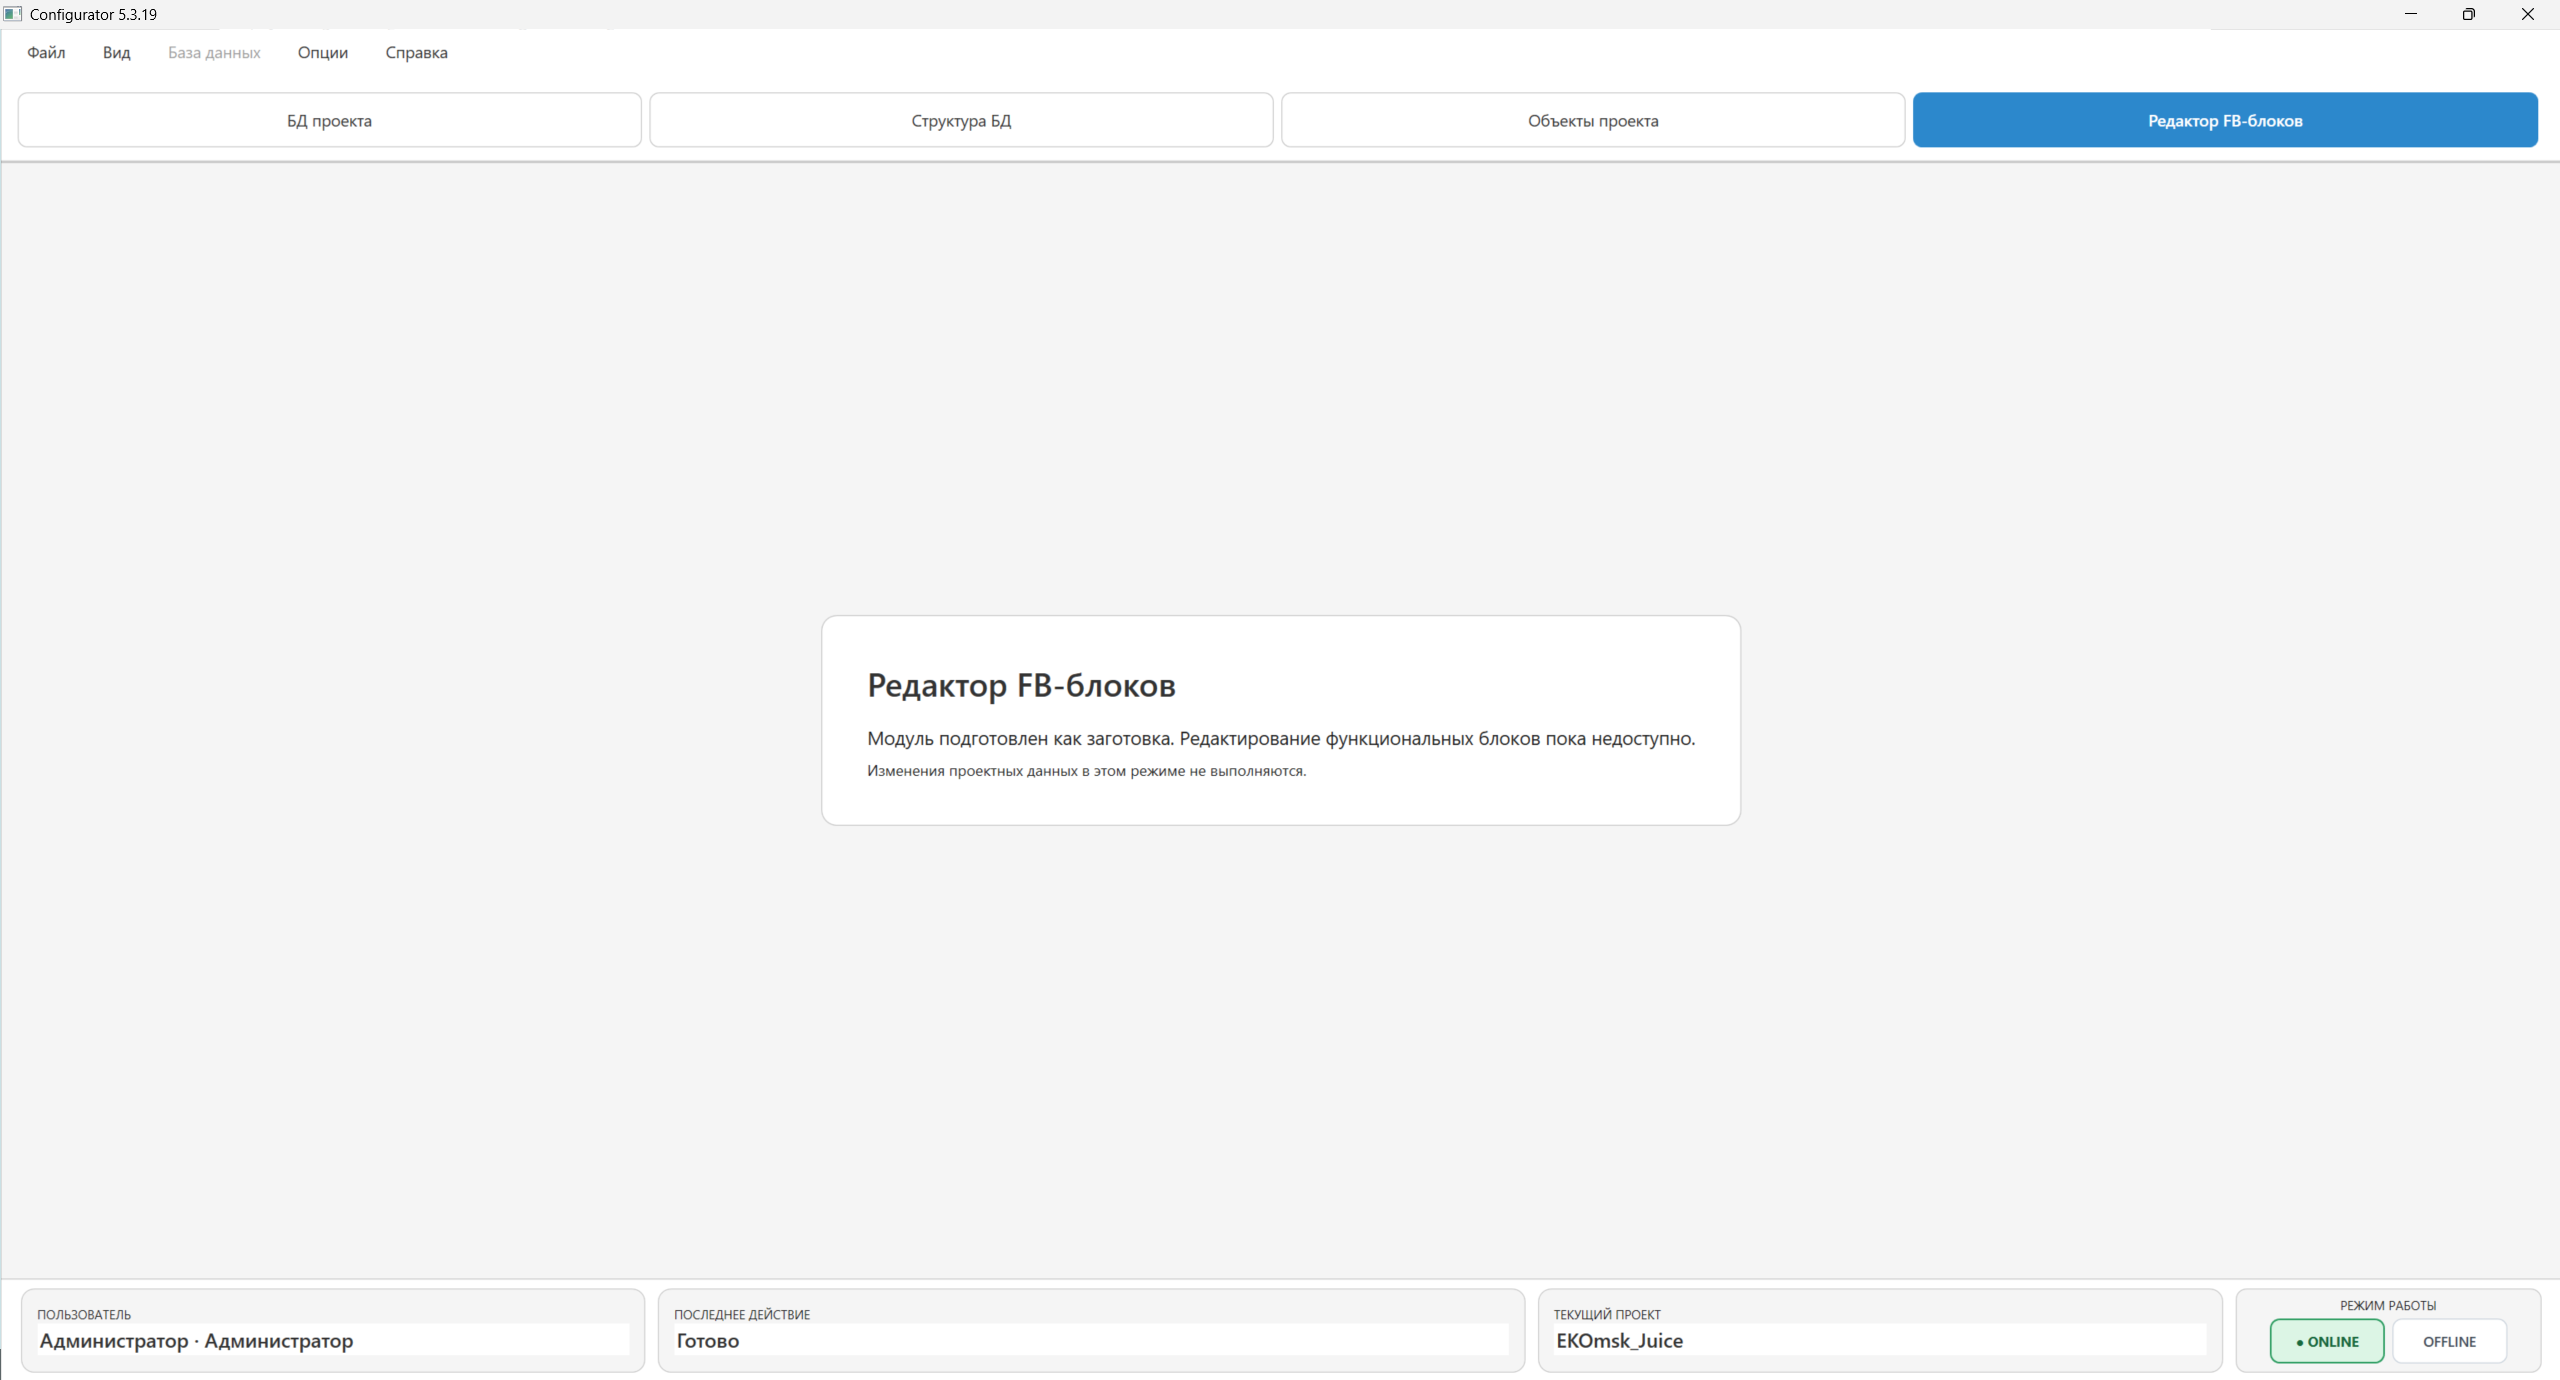 Configurator 5.3.19
Файл Вид База данных Опции Справка
БД проекта Структура БД Объекты проекта Редактор FB-блоков
Редактор FB-блоков
Модуль подготовлен как заготовка. Редактирование функциональных блоков пока недоступно.
Изменения проектных данных в этом режиме не выполняются.
ПОЛЬЗОВАТЕЛЬ
Администратор · Администратор
ПОСЛЕДНЕЕ ДЕЙСТВИЕ
Готово
ТЕКУЩИЙ ПРОЕКТ
EKOmsk_Juice
РЕЖИМ РАБОТЫ
• ONLINE OFFLINE